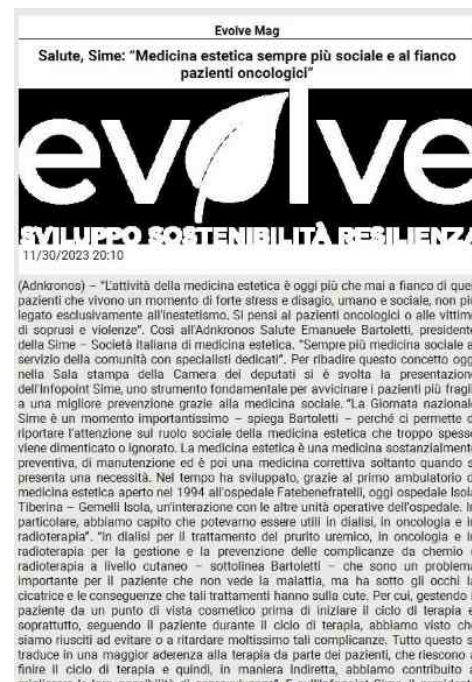 Evolve Mag
Salute, Sime: “Medicina estetica sempre più sociale e al fianco
pazienti oncologici”
evolve
SVILUPPO SOSTENIBILITÀ RESILIENZA
11/30/2023 20:10
(Adnkronos) – “L'attività della medicina estetica è oggi più che mai a fianco di quei
pazienti che vivono un momento di forte stress e disagio, umano e sociale, non più
legato esclusivamente all'inestetismo. Si pensi ai pazienti oncologici o alle vittime
di soprusi e violenze”. Così all'Adnkronos Salute Emanuele Bartoletti, presidente
della Sime – Società italiana di medicina estetica. “Sempre più medicina sociale al
servizio della comunità con specialisti dedicati”. Per ribadire questo concetto oggi
nella Sala stampa della Camera dei deputati si è svolta la presentazione
dell'Infopoint Sime, uno strumento fondamentale per avvicinare i pazienti più fragili
a una migliore prevenzione grazie alla medicina sociale. “La Giornata nazionale
Sime è un momento importantissimo – spiega Bartoletti – perché ci permette di
riportare l'attenzione sul ruolo sociale della medicina estetica che troppo spesso
viene dimenticato o ignorato. La medicina estetica è una medicina sostanzialmente
preventiva, di manutenzione ed è poi una medicina correttiva soltanto quando si
presenta una necessità. Nel tempo ha sviluppato, grazie al primo ambulatorio di
medicina estetica aperto nel 1994 all'ospedale Fatebenefratelli, oggi ospedale Isola
Tiberina – Gemelli Isola, un'interazione con le altre unità operative dell'ospedale. In
particolare, abbiamo capito che potevamo essere utili in dialisi, in oncologia e in
radioterapia”. “In dialisi per il trattamento del prurito uremico, in oncologia e in
radioterapia per la gestione e la prevenzione delle complicanze da chemio e
radioterapia a livello cutaneo – sottolinea Bartoletti – che sono un problema
importante per il paziente che non vede la malattia, ma ha sotto gli occhi la
cicatrice e le conseguenze che tali trattamenti hanno sulla cute. Per cui, gestendo il
paziente da un punto di vista cosmetico prima di iniziare il ciclo di terapia e,
soprattutto, seguendo il paziente durante il ciclo di terapia, abbiamo visto che
siamo riusciti ad evitare o a ritardare moltissimo tali complicanze. Tutto questo si
traduce in una maggior aderenza alla terapia da parte dei pazienti, che riescono a
finire il ciclo di terapia e quindi, in maniera Indiretta, abbiamo contribuito a